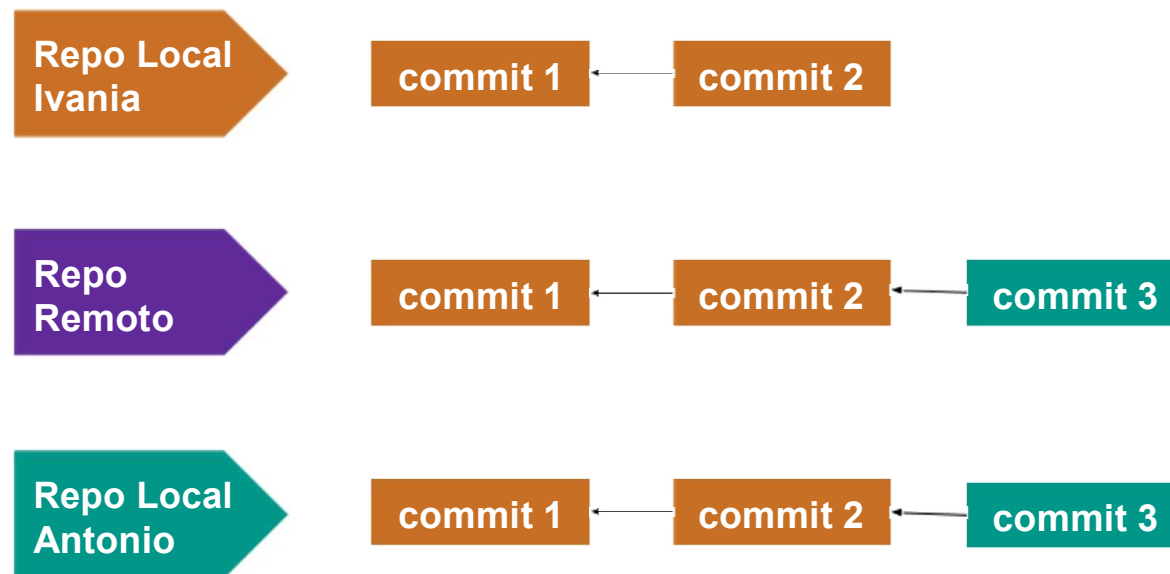 Repo Local
Ivania
commit 1
commit 2
Repo
Remoto
commit 1
commit 2
commit 3
Repo Local
Antonio
commit 1
commit 2
commit 3